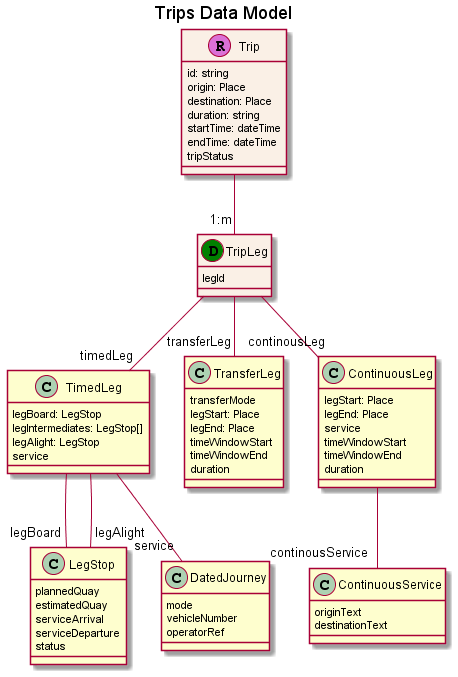 Trips Data Model
R Trip
id: string
origin: Place
destination: Place
duration: string
startTime: dateTime
endTime: dateTime
tripStatus
1:m
D TripLeg
legId
timedLeg
transferLeg
continousLeg
C TimedLeg
legBoard: LegStop
legIntermediates: LegStop[]
legAlight: LegStop
service
C TransferLeg
transferMode
legStart: Place
legEnd: Place
timeWindowStart
timeWindowEnd
duration
C ContinuousLeg
legStart: Place
legEnd: Place
service
timeWindowStart
timeWindowEnd
duration
legBoard
legAlight
service
continousService
C LegStop
plannedQuay
estimatedQuay
serviceArrival
serviceDeparture
status
C DatedJourney
mode
vehicleNumber
operatorRef
C ContinuousService
originText
destinationText